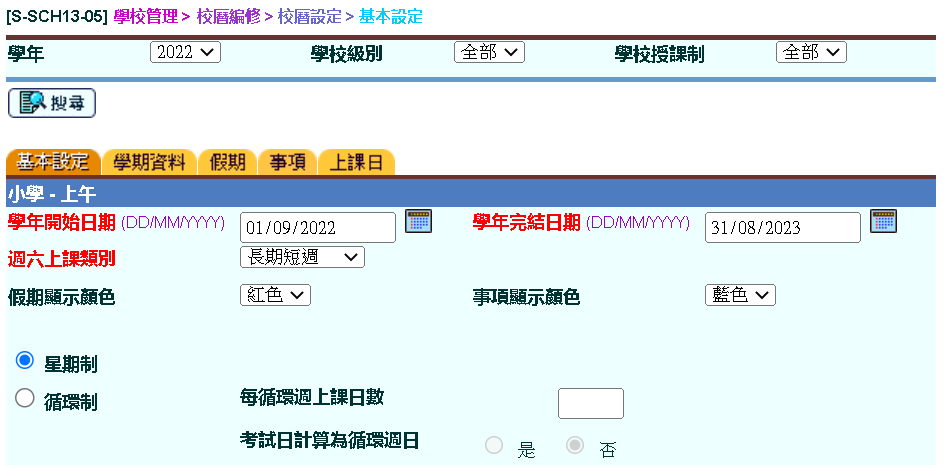 [S-SCH13-05] 學校管理 > 校曆編修 > 校曆設定 > 基本設定
學年 2022 學校級別 全部 學校授課制 全部
搜尋
基本設定 學期資料 假期 事項 上課日
小學 - 上午
學年開始日期 (DD/MM/YYYY) 01/09/2022 學年完結日期 (DD/MM/YYYY) 31/08/2023
週六上課類別 長期短週
假期顯示顏色 紅色 事項顯示顏色 藍色
星期制
循環制 每循環週上課日數
考試日計算為循環週日 是 否